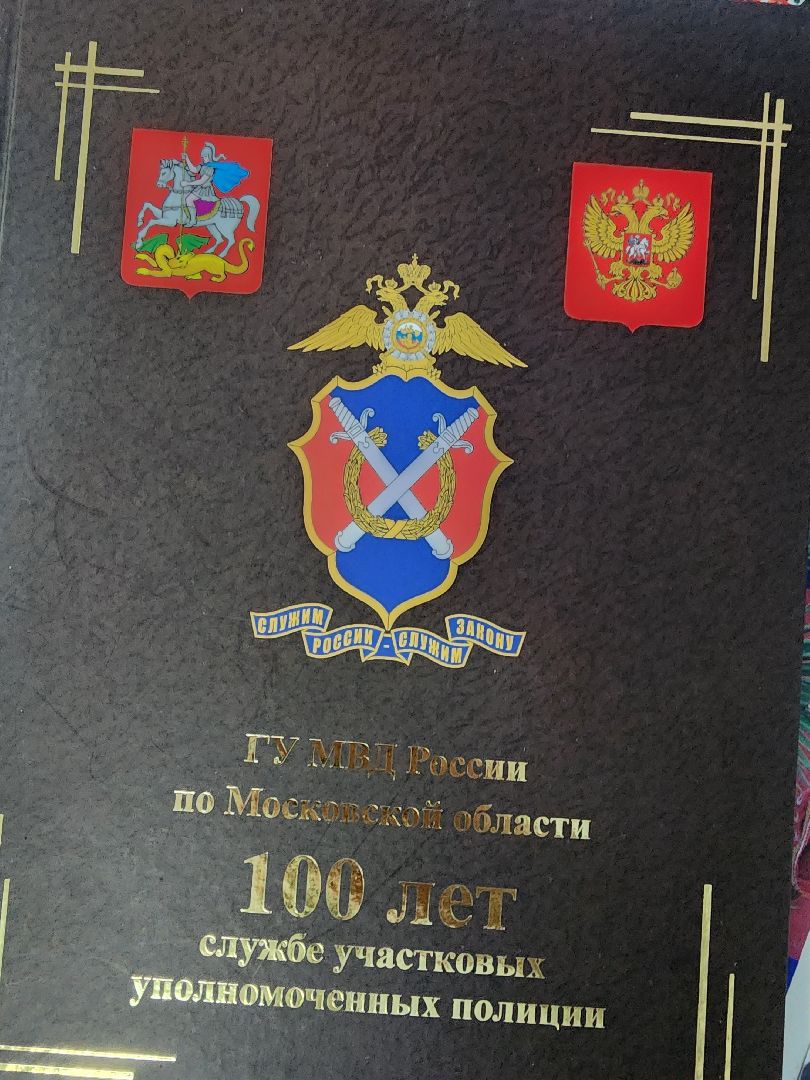 СЛУЖИМ
РОССИИ - СЛУЖИМ
ЗАКОНУ
ГУ МВД России
по Московской области
100 лет
службе участковых
уполномоченных полиции